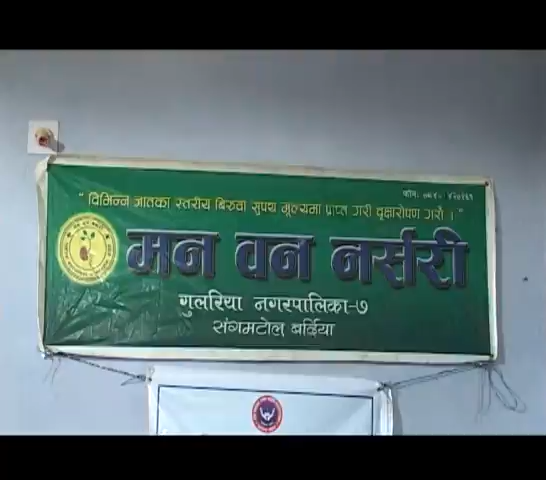 फोन:
" विभिन्न जातका स्तरीय बिरुवा सुपथ मूल्यमा प्राप्त गरी वृक्षारोपण गरौं । "
मन वन नर्सरी
गुलरिया नगरपालिका-७
संगमटोल बर्दिया